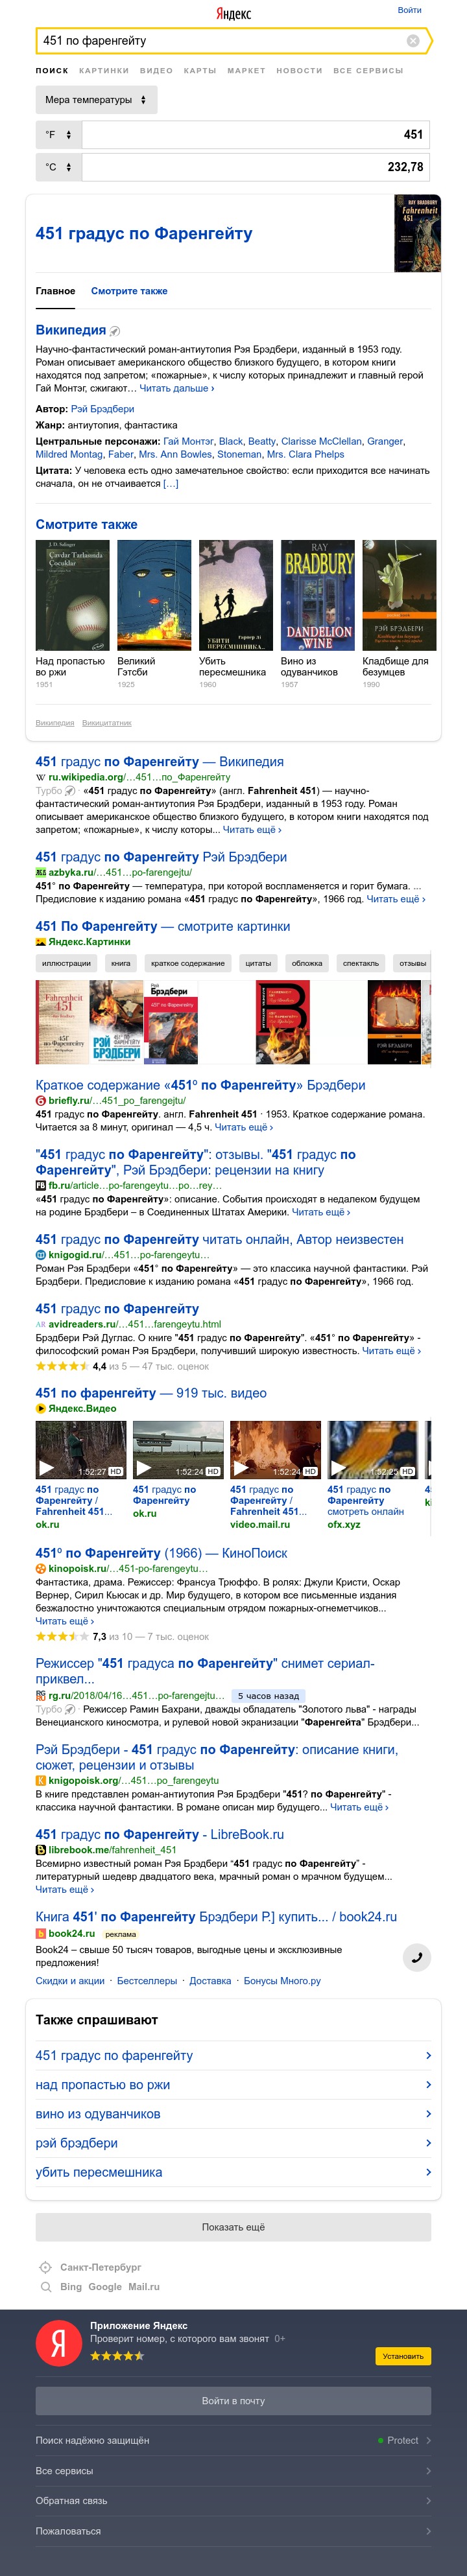 Яндекс
Войти
451 по фаренгейту
ПОИСК КАРТИНКИ ВИДЕО КАРТЫ МАРКЕТ НОВОСТИ ВСЕ СЕРВИСЫ
Мера температуры
°F 451
°C 232,78
451 градус по Фаренгейту
RAY BRADBURY
Fahrenheit
451
Главное Смотрите также
Википедия
Научно-фантастический роман-антиутопия Рэя Брэдбери, изданный в 1953 году.
Роман описывает американское общество близкого будущего, в котором книги
находятся под запретом; «пожарные», к числу которых принадлежит и главный герой
Гай Монтэг, сжигают… Читать дальше ›
Автор: Рэй Брэдбери
Жанр: антиутопия, фантастика
Центральные персонажи: Гай Монтэг, Black, Beatty, Clarisse McClellan, Granger,
Mildred Montag, Faber, Mrs. Ann Bowles, Stoneman, Mrs. Clara Phelps
Цитата: У человека есть одно замечательное свойство: если приходится все начинать
сначала, он не отчаивается […]
Смотрите также
J. D. Salinger
Çavdar Tarlasında
Çocuklar
УБИТЬ
ПЕРЕСМЕШНИКА...
RAY
BRADBURY
DANDELION
WINE
РЭЙ БРЭДБЕРИ
Над пропастью
во ржи
1951
Великий
Гэтсби
1925
Убить
пересмешника
1960
Вино из
одуванчиков
1957
Кладбище для
безумцев
1990
Википедия Викицитатник
451 градус по Фаренгейту — Википедия
W ru.wikipedia.org/…451…по_Фаренгейту
Турбо · «451 градус по Фаренгейту» (англ. Fahrenheit 451) — научно-
фантастический роман-антиутопия Рэя Брэдбери, изданный в 1953 году. Роман
описывает американское общество близкого будущего, в котором книги находятся под
запретом; «пожарные», к числу которы... Читать ещё ›
451 градус по Фаренгейту Рэй Брэдбери
azbyka.ru/…451…po-farengejtu/
451° по Фаренгейту — температура, при которой воспламеняется и горит бумага. ...
Предисловие к изданию романа «451 градус по Фаренгейту», 1966 год. Читать ещё ›
451 По Фаренгейту — смотрите картинки
Яндекс.Картинки
иллюстрации книга краткое содержание цитаты обложка спектакль отзывы
Fahrenheit
451
451°
по Фаренгейту
РЭЙ
БРЭДБЕРИ
Рэй
Брэдбери
451° по Фаренгейту
РЭЙ БРЭДБЕРИ
Краткое содержание «451º по Фаренгейту» Брэдбери
briefly.ru/…451_po_farengejtu/
451 градус по Фаренгейту. англ. Fahrenheit 451 · 1953. Краткое содержание романа.
Читается за 8 минут, оригинал — 4,5 ч. Читать ещё ›
"451 градус по Фаренгейту": отзывы. "451 градус по
Фаренгейту", Рэй Брэдбери: рецензии на книгу
FB fb.ru/article…po-farengeytu…po…rey…
«451 градус по Фаренгейту»: описание. События происходят в недалеком будущем
на родине Брэдбери – в Соединенных Штатах Америки. Читать ещё ›
451 градус по Фаренгейту читать онлайн, Автор неизвестен
knigogid.ru/…451…po-farengeytu…
Роман Рэя Брэдбери «451° по Фаренгейту» — это классика научной фантастики. Рэй
Брэдбери. Предисловие к изданию романа «451 градус по Фаренгейту», 1966 год.
451 градус по Фаренгейту
AR avidreaders.ru/…451…farengeytu.html
Брэдбери Рэй Дуглас. О книге "451 градус по Фаренгейту". «451° по Фаренгейту» -
философский роман Рэя Брэдбери, получивший широкую известность. Читать ещё ›
4,4 из 5 — 47 тыс. оценок
451 по фаренгейту — 919 тыс. видео
Яндекс.Видео
1:52:27 HD
1:52:24 HD
1:52:24 HD
1:52:25 HD
451 градус по
Фаренгейту /
Fahrenheit 451...
ok.ru
451 градус по
Фаренгейту
ok.ru
451 градус по
Фаренгейту /
Fahrenheit 451...
video.mail.ru
451 градус по
Фаренгейту
смотреть онлайн
ofx.xyz
451º по Фаренгейту (1966) — КиноПоиск
kinopoisk.ru/…451-po-farengeytu…
Фантастика, драма. Режиссер: Франсуа Трюффо. В ролях: Джули Кристи, Оскар
Вернер, Сирил Кьюсак и др. Мир будущего, в котором все письменные издания
безжалостно уничтожаются специальным отрядом пожарных-огнеметчиков...
Читать ещё ›
7,3 из 10 — 7 тыс. оценок
Режиссер "451 градуса по Фаренгейту" снимет сериал-
приквел...
rg.ru/2018/04/16…451…po-farengejtu… 5 часов назад
Турбо · Режиссер Рамин Бахрани, дважды обладатель "Золотого льва" - награды
Венецианского киносмотра, и рулевой новой экранизации "Фаренгейта" Брэдбери...
Рэй Брэдбери - 451 градус по Фаренгейту: описание книги,
сюжет, рецензии и отзывы
knigopoisk.org/…451…po_farengeytu
В книге представлен роман-антиутопия Рэя Брэдбери "451? по Фаренгейту" -
классика научной фантастики. В романе описан мир будущего... Читать ещё ›
451 градус по Фаренгейту - LibreBook.ru
librebook.me/fahrenheit_451
Всемирно известный роман Рэя Брэдбери “451 градус по Фаренгейту” -
литературный шедевр двадцатого века, мрачный роман о мрачном будущем...
Читать ещё ›
Книга 451' по Фаренгейту Брэдбери Р.] купить... / book24.ru
book24.ru реклама
Book24 – свыше 50 тысяч товаров, выгодные цены и эксклюзивные
предложения!
Скидки и акции · Бестселлеры · Доставка · Бонусы Много.ру
Также спрашивают
451 градус по фаренгейту
над пропастью во ржи
вино из одуванчиков
рэй брэдбери
убить пересмешника
Показать ещё
Санкт-Петербург
Bing Google Mail.ru
Я
Приложение Яндекс
Проверит номер, с которого вам звонят 0+
Установить
Войти в почту
Поиск надёжно защищён Protect
Все сервисы
Обратная связь
Пожаловаться